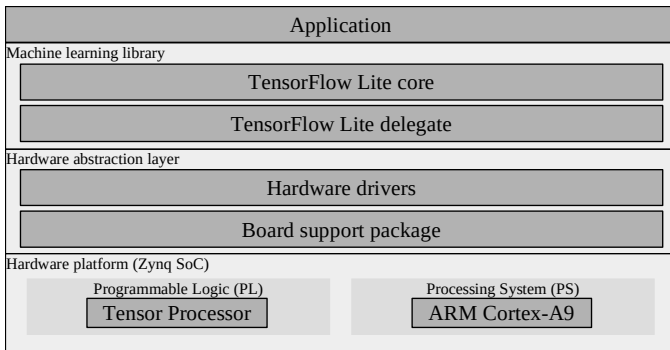 Application
Machine learning library
TensorFlow Lite core
TensorFlow Lite delegate
Hardware abstraction layer
Hardware drivers
Board support package
Hardware platform (Zynq SoC)
Programmable Logic (PL)
Tensor Processor
Processing System (PS)
ARM Cortex-A9